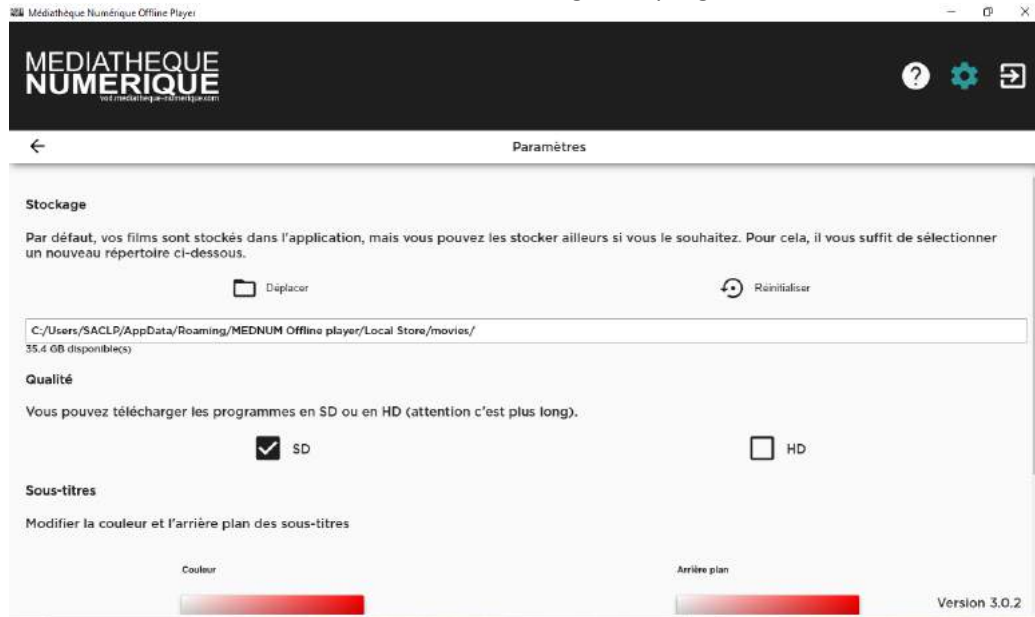 Médiathèque Numérique Offline Player
MEDIATHEQUE
NUMERIQUE
vod.mediatheque-numerique.com
Paramètres
Stockage
Par défaut, vos films sont stockés dans l'application, mais vous pouvez les stocker ailleurs si vous le souhaitez. Pour cela, il vous suffit de sélectionner
un nouveau répertoire ci-dessous.
Déplacer
Réinitialiser
C:/Users/SACLP/AppData/Roaming/MEDNUM Offline player/Local Store/movies/
35.4 GB disponible(s)
Qualité
Vous pouvez télécharger les programmes en SD ou en HD (attention c'est plus long).
SD
HD
Sous-titres
Modifier la couleur et l'arrière plan des sous-titres
Couleur
Arrière plan
Version 3.0.2